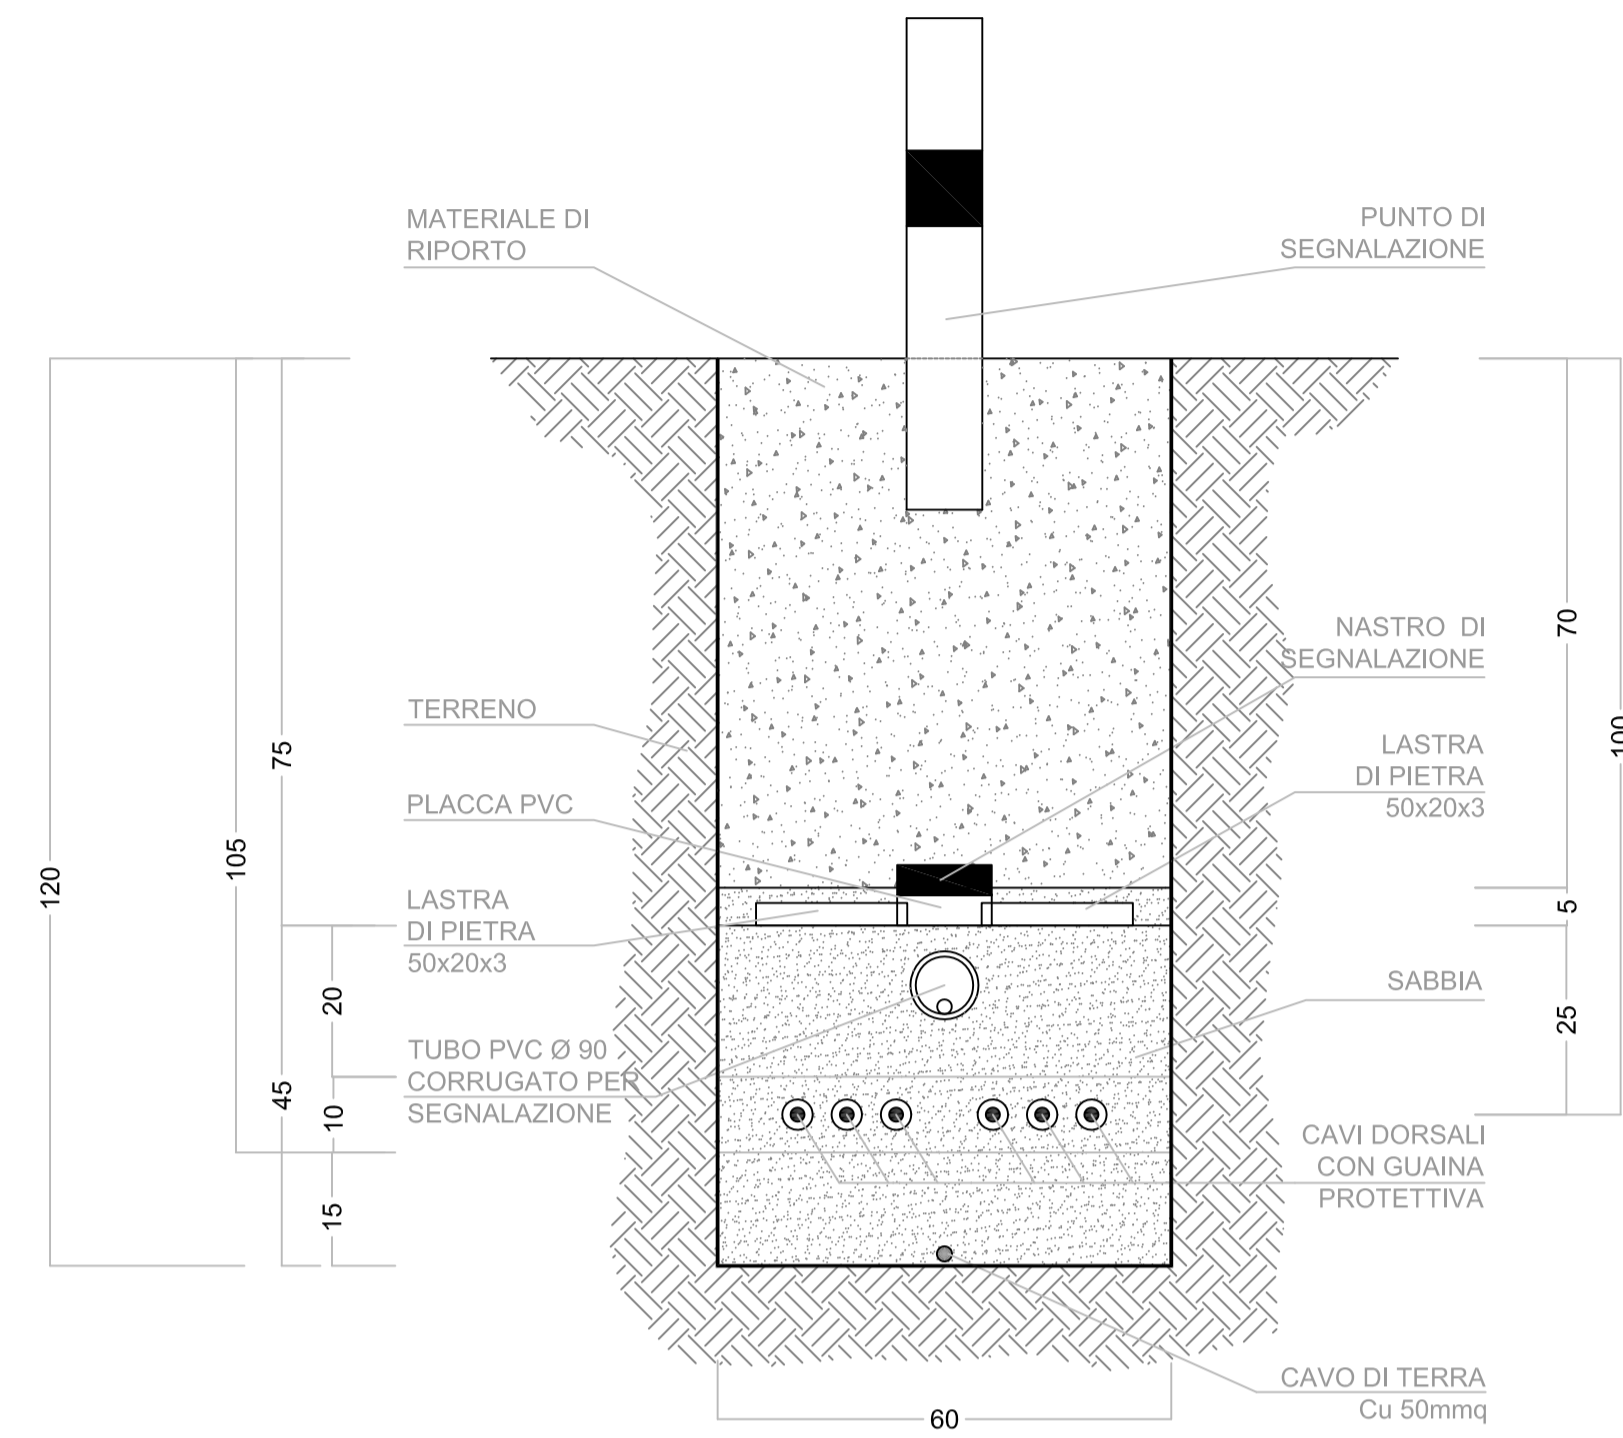 MATERIALE DI
RIPORTO
PUNTO DI
SEGNALAZIONE
NASTRO DI
SEGNALAZIONE
70
100
TERRENO
75
LASTRA
DI PIETRA
50x20x3
PLACCA PVC
105
120
LASTRA
DI PIETRA
50x20x3
5
SABBIA
20
25
TUBO PVC Ø 90
CORRUGATO PER
SEGNALAZIONE
45
10
CAVI DORSALI
CON GUAINA
PROTETTIVA
15
CAVO DI TERRA
Cu 50mmq
60